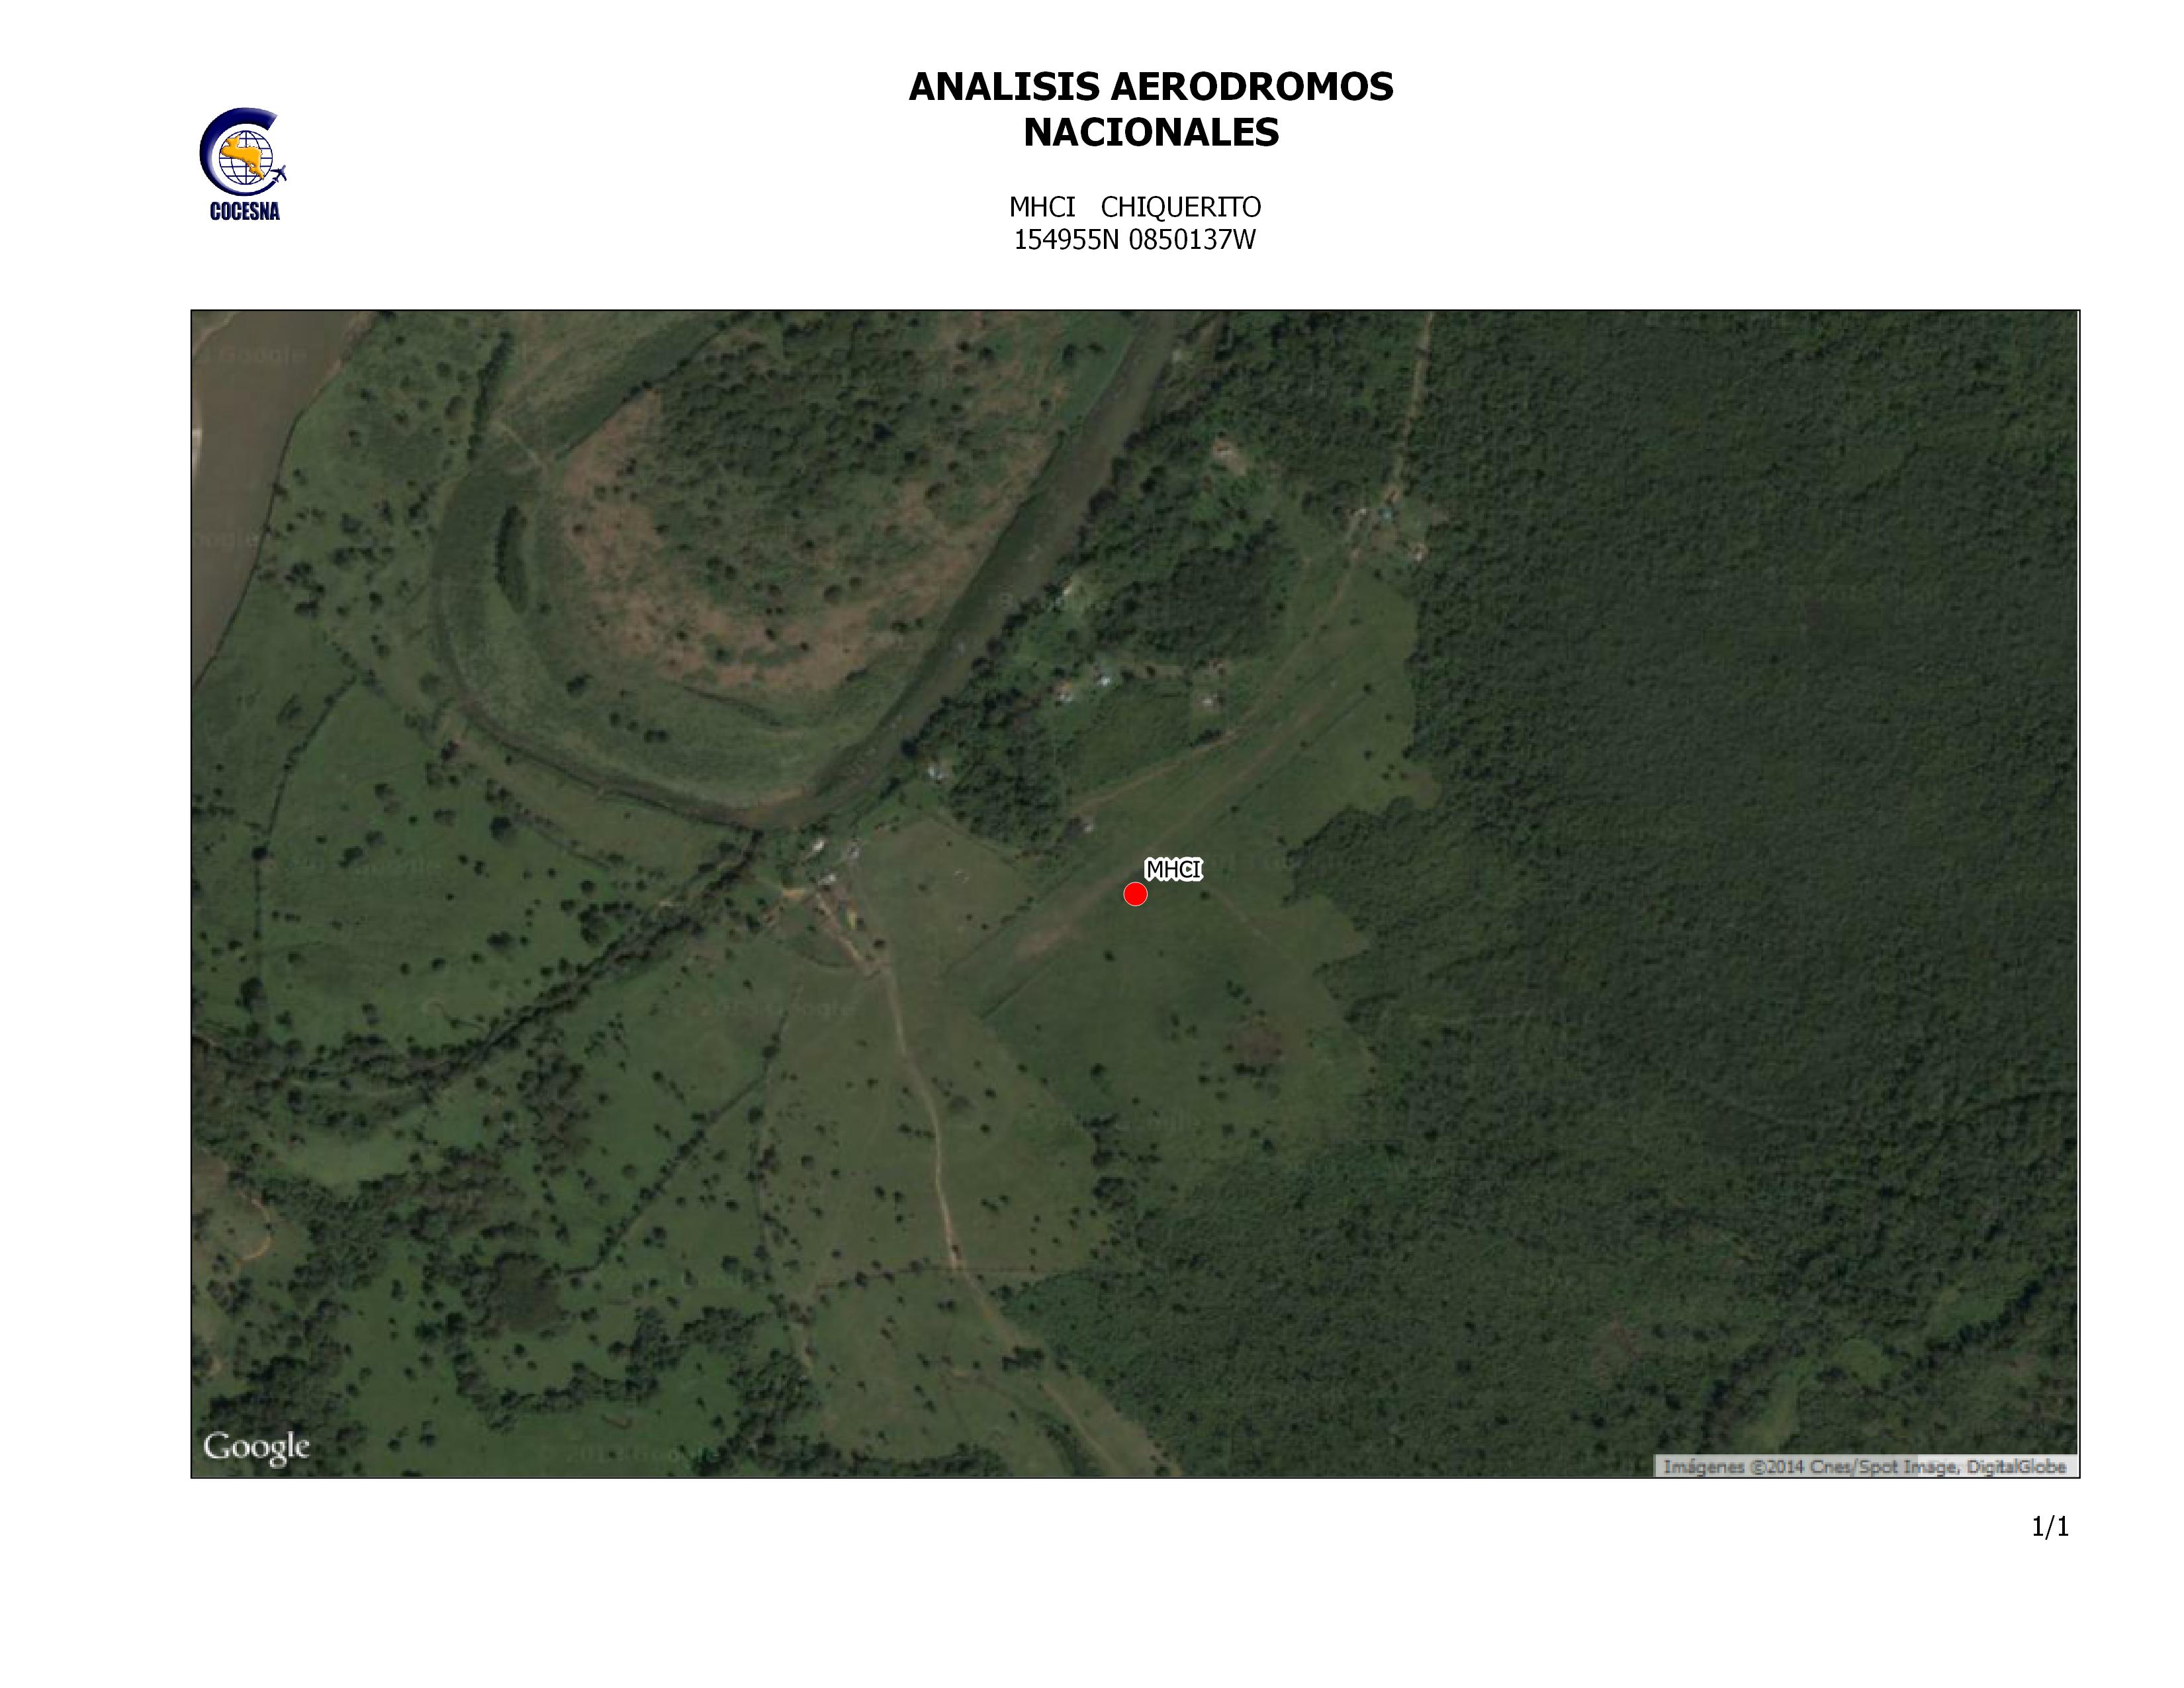 ANALISIS AERODROMOS
NACIONALES
COCESNA
MHCI CHIQUERITO
154955N 0850137W
MHCI
Google
Imágenes ©2014 Cnes/Spot Image, DigitalGlobe
1/1